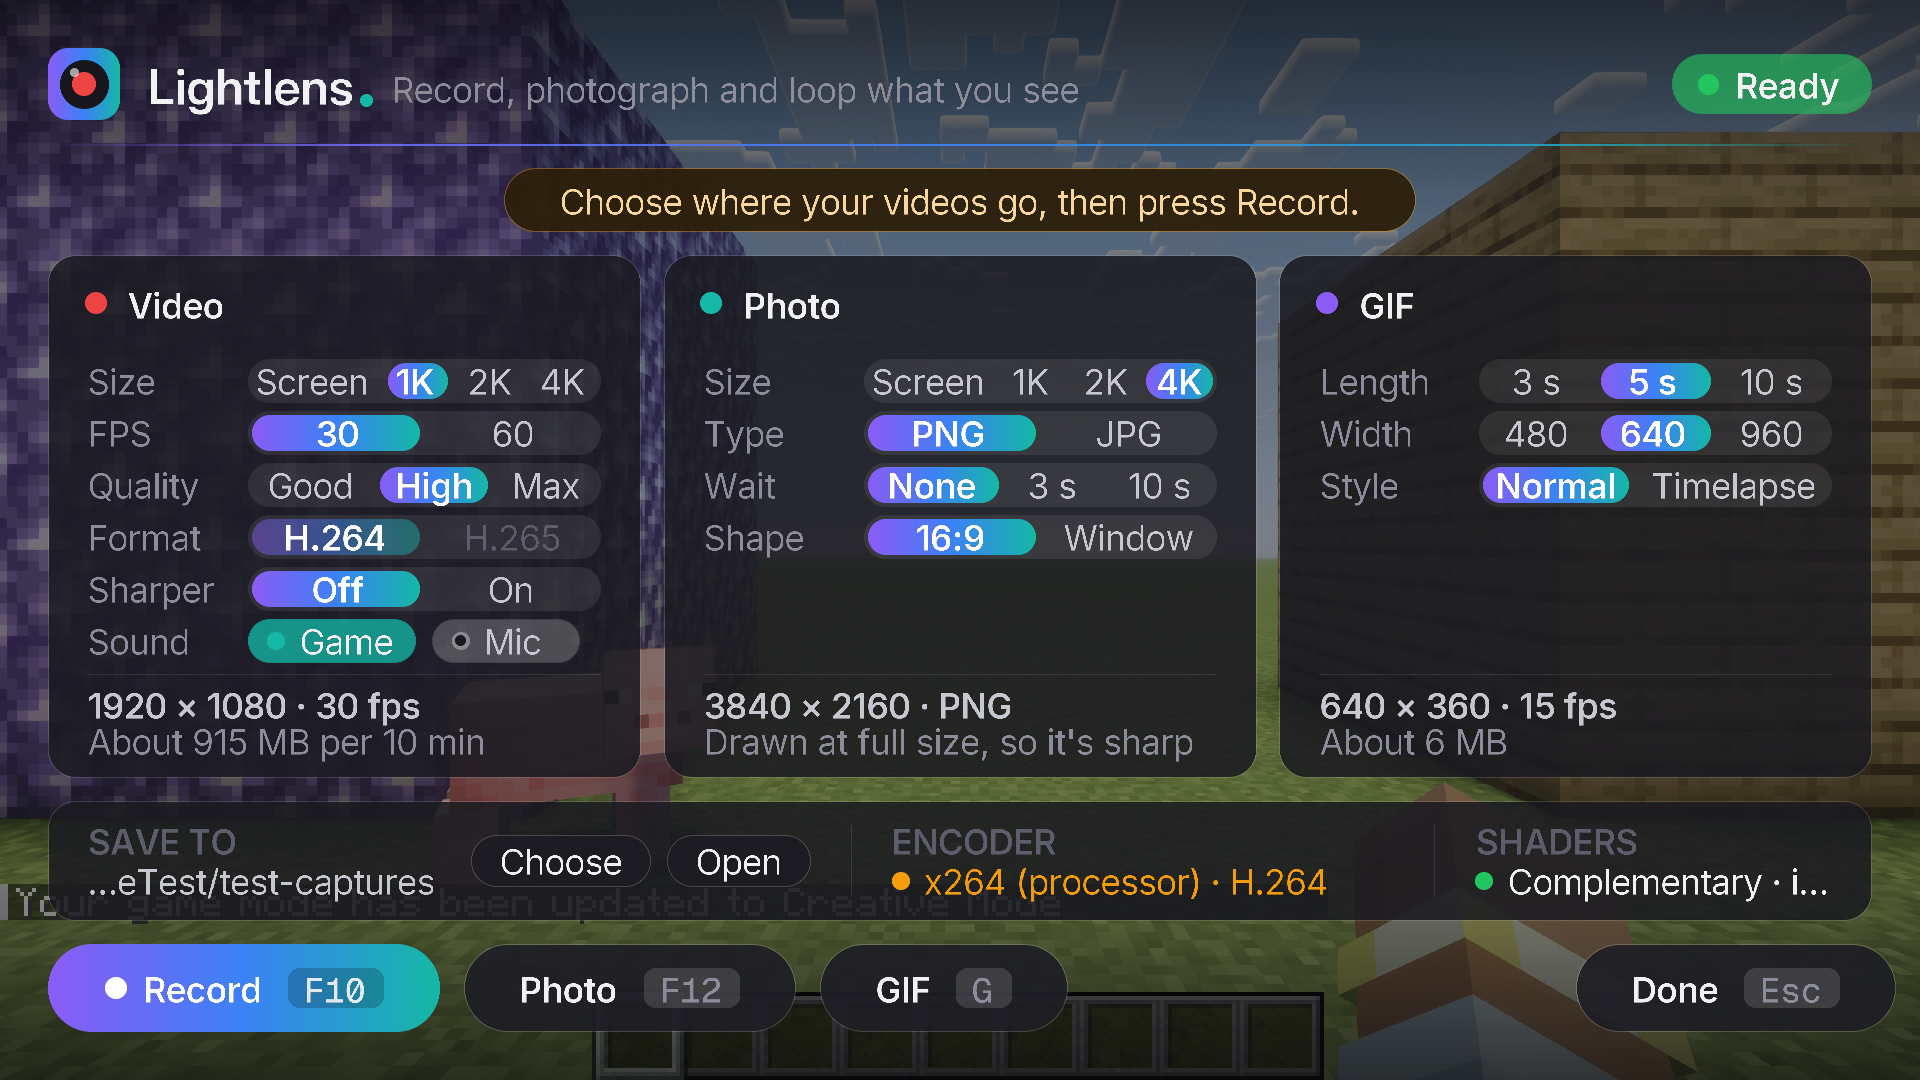 Lightlens. Record, photograph and loop what you see
Ready
Choose where your videos go, then press Record.
Video
Size Screen 1K 2K 4K
FPS 30 60
Quality Good High Max
Format H.264 H.265
Sharper Off On
Sound Game Mic
1920 × 1080 · 30 fps
About 915 MB per 10 min
Photo
Size Screen 1K 2K 4K
Type PNG JPG
Wait None 3 s 10 s
Shape 16:9 Window
3840 × 2160 · PNG
Drawn at full size, so it's sharp
GIF
Length 3 s 5 s 10 s
Width 480 640 960
Style Normal Timelapse
640 × 360 · 15 fps
About 6 MB
SAVE TO
...eTest/test-captures
Choose Open
ENCODER
x264 (processor) · H.264
SHADERS
Complementary · i...
Your game mode has been updated to Creative Mode
Record F10 Photo F12 GIF G Done Esc